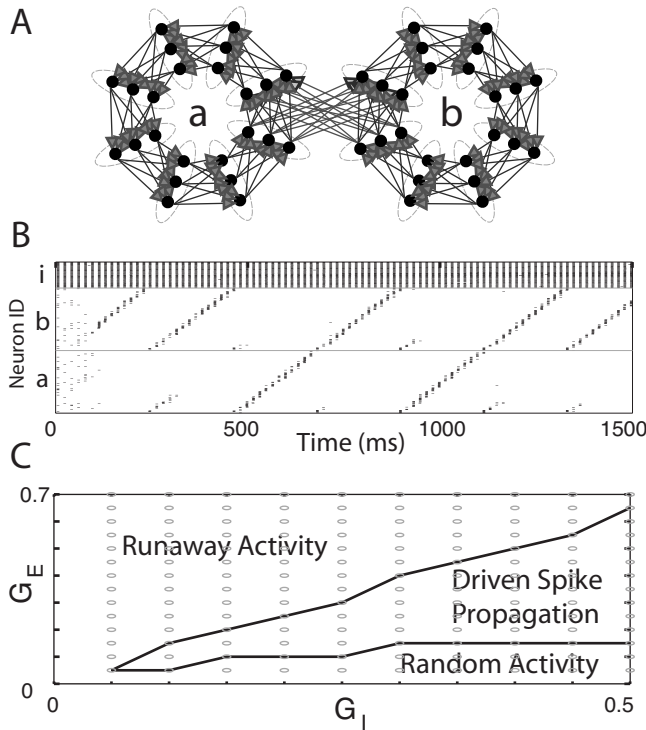 A
a
b
B
Neuron ID
i
b
a
0
500
1000
1500
Time (ms)
C
0.7
G_E
0
Runaway Activity
Driven Spike
Propagation
Random Activity
0
0.5
G_I